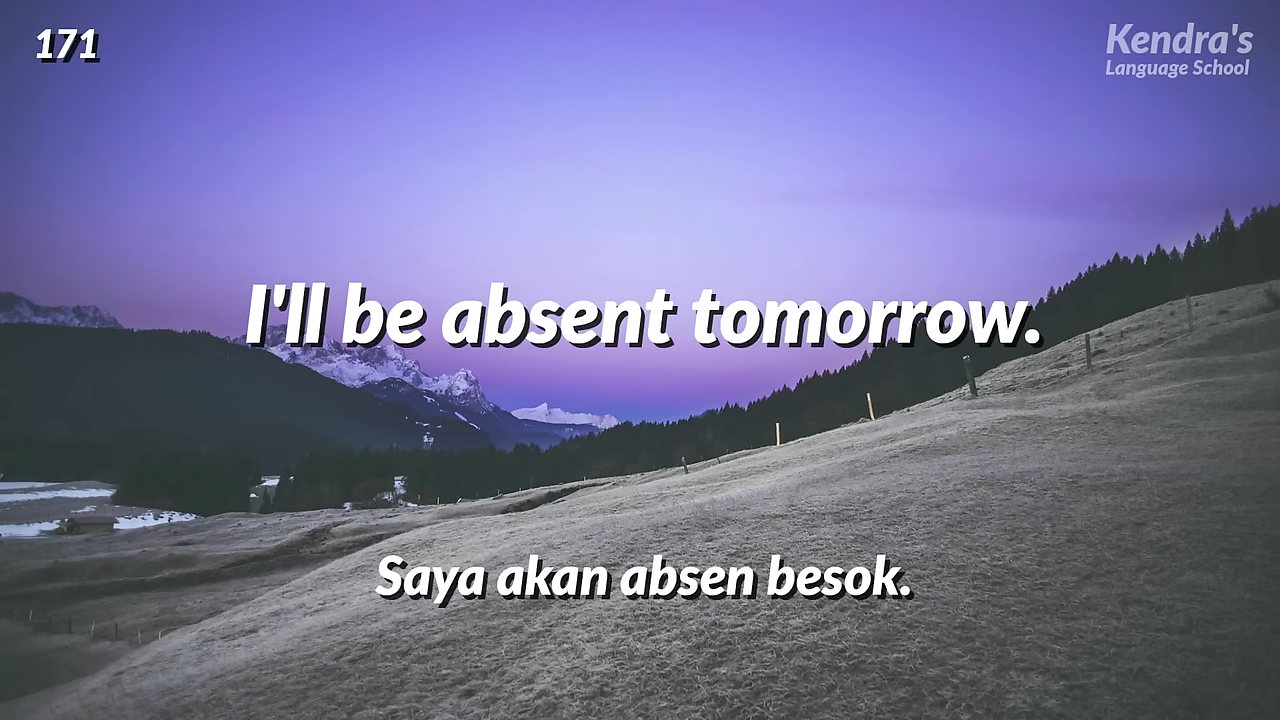 171
Kendra's
Language School
I'll be absent tomorrow.
Saya akan absen besok.